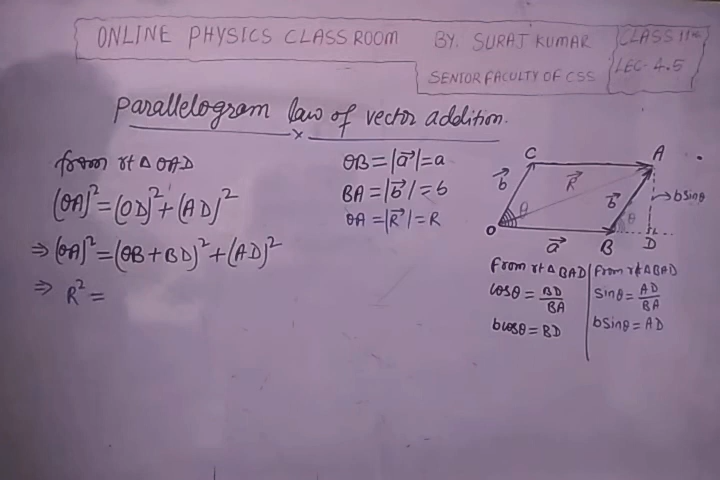 ONLINE PHYSICS CLASS ROOM BY. SURAJ KUMAR
SENIOR FACULTY OF CSS
CLASS 11th
LEC- 4.5
Parallelogram law of vector addition.
x
from rt △ OAD
(OA)² = (OD)² + (AD)²
⇒ (OA)² = (OB + BD)² + (AD)²
⇒ R² =
OB = |a⃗| = a
BA = |b⃗| = b
OA = |R⃗| = R
C A
b⃗ R⃗ b⃗ → bsinθ
θ θ
O a⃗ B D
from rt △ BAD
cosθ = BD/BA
bcosθ = BD
from rt △ BAD
sinθ = AD/BA
bsinθ = AD